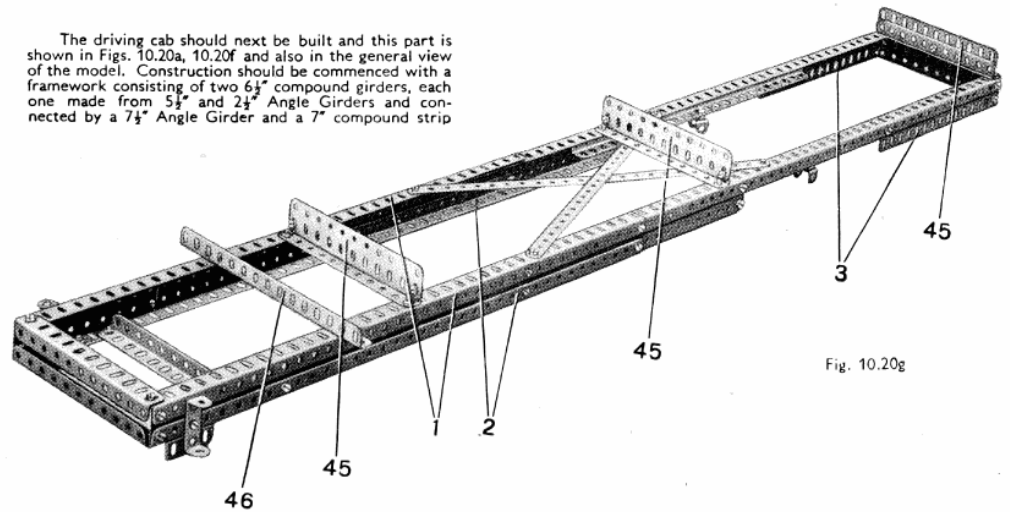 The driving cab should next be built and this part is
shown in Figs. 10.20a, 10.20f and also in the general view
of the model. Construction should be commenced with a
framework consisting of two 6½″ compound girders, each
one made from 5½″ and 2½″ Angle Girders and con-
nected by a 7½″ Angle Girder and a 7″ compound strip
45
3
45
Fig. 10.20g
1
2
45
46